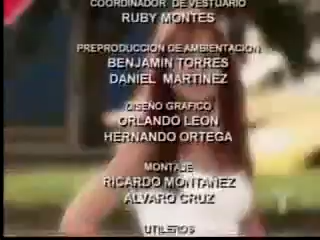 COORDINADOR DE VESTUARIO
RUBY MONTES
PREPRODUCCION DE AMBIENTACION
BENJAMIN TORRES
DANIEL MARTINEZ
DISEÑO GRAFICO
ORLANDO LEON
HERNANDO ORTEGA
MONTAJE
RICARDO MONTAÑEZ
ALVARO CRUZ
UTILEROS